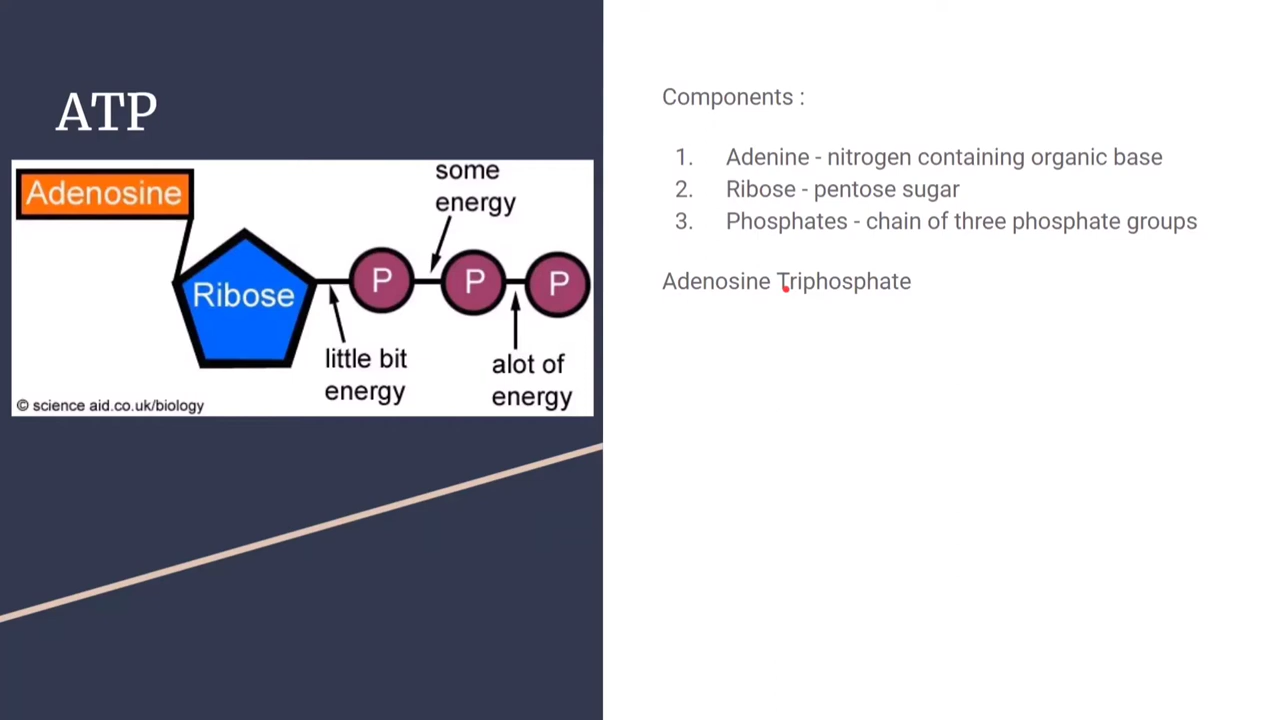 ATP
Adenosine
some
energy
Ribose
P
P
P
little bit
energy
alot of
energy
© science aid.co.uk/biology
Components :
1. Adenine - nitrogen containing organic base
2. Ribose - pentose sugar
3. Phosphates - chain of three phosphate groups
Adenosine Triphosphate